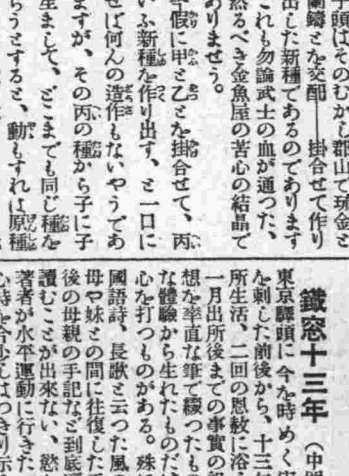 子頭はそのむかし郡山で琉金と
蘭鑄とを交配――掛合せて作り
出した新種であるのであります
これも勿論武士の血が通つた、
然るべき金魚屋の苦心の結晶で
ありませう。
今假に甲と乙とを掛合せて、丙
いふ新種を作り出す、と一口に
せば何んの造作もないやうであ
ますが、その丙の種から子に子
生まして、どこまでも同じ種を
らうとすると、動もすれば原種
鐵窓十三年（中
東京驛頭に今を時めく
を刺した前後から、十三
所生活、二回の恩赦に浴
一月出所後までの事實の
想を率直な筆で綴つたも
な體驗から生れたものだ
心を打つものがある。殊
國語詩、長歌と云つた風
母や妹との間に往復した
後の母親の手記など到底
讀むことが出來ない、慾
著者が水平運動に行きた